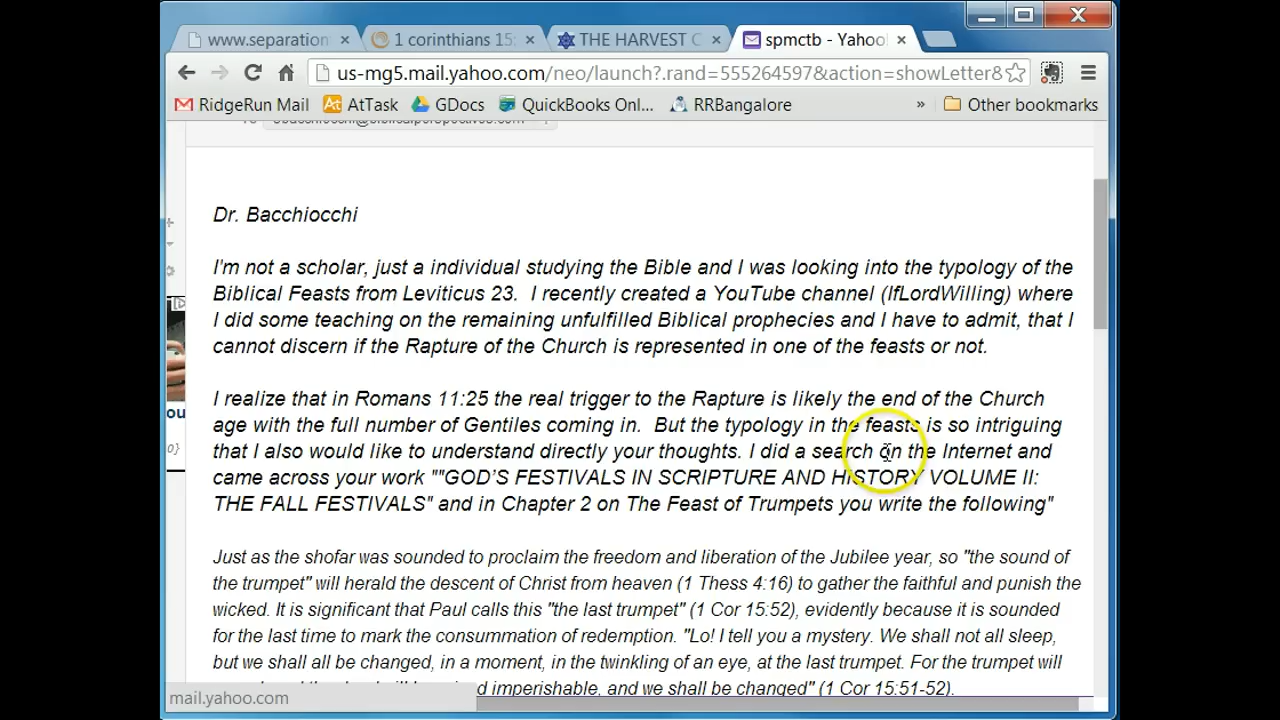 www.separation
1 corinthians 15:
THE HARVEST C
spmctb - Yahoo!
us-mg5.mail.yahoo.com/neo/launch?.rand=555264597&action=showLetter&
RidgeRun Mail
AtTask
GDocs
QuickBooks Onl...
RRBangalore
»
Other bookmarks
Dr. Bacchiocchi
I'm not a scholar, just a individual studying the Bible and I was looking into the typology of the
Biblical Feasts from Leviticus 23. I recently created a YouTube channel (IfLordWilling) where
I did some teaching on the remaining unfulfilled Biblical prophecies and I have to admit, that I
cannot discern if the Rapture of the Church is represented in one of the feasts or not.
I realize that in Romans 11:25 the real trigger to the Rapture is likely the end of the Church
age with the full number of Gentiles coming in. But the typology in the feasts is so intriguing
that I also would like to understand directly your thoughts. I did a search on the Internet and
came across your work ""GOD'S FESTIVALS IN SCRIPTURE AND HISTORY VOLUME II:
THE FALL FESTIVALS" and in Chapter 2 on The Feast of Trumpets you write the following"
Just as the shofar was sounded to proclaim the freedom and liberation of the Jubilee year, so "the sound of
the trumpet" will herald the descent of Christ from heaven (1 Thess 4:16) to gather the faithful and punish the
wicked. It is significant that Paul calls this "the last trumpet" (1 Cor 15:52), evidently because it is sounded
for the last time to mark the consummation of redemption. "Lo! I tell you a mystery. We shall not all sleep,
but we shall all be changed, in a moment, in the twinkling of an eye, at the last trumpet. For the trumpet will
imperishable, and we shall be changed" (1 Cor 15:51-52).
ou
0}
mail.yahoo.com